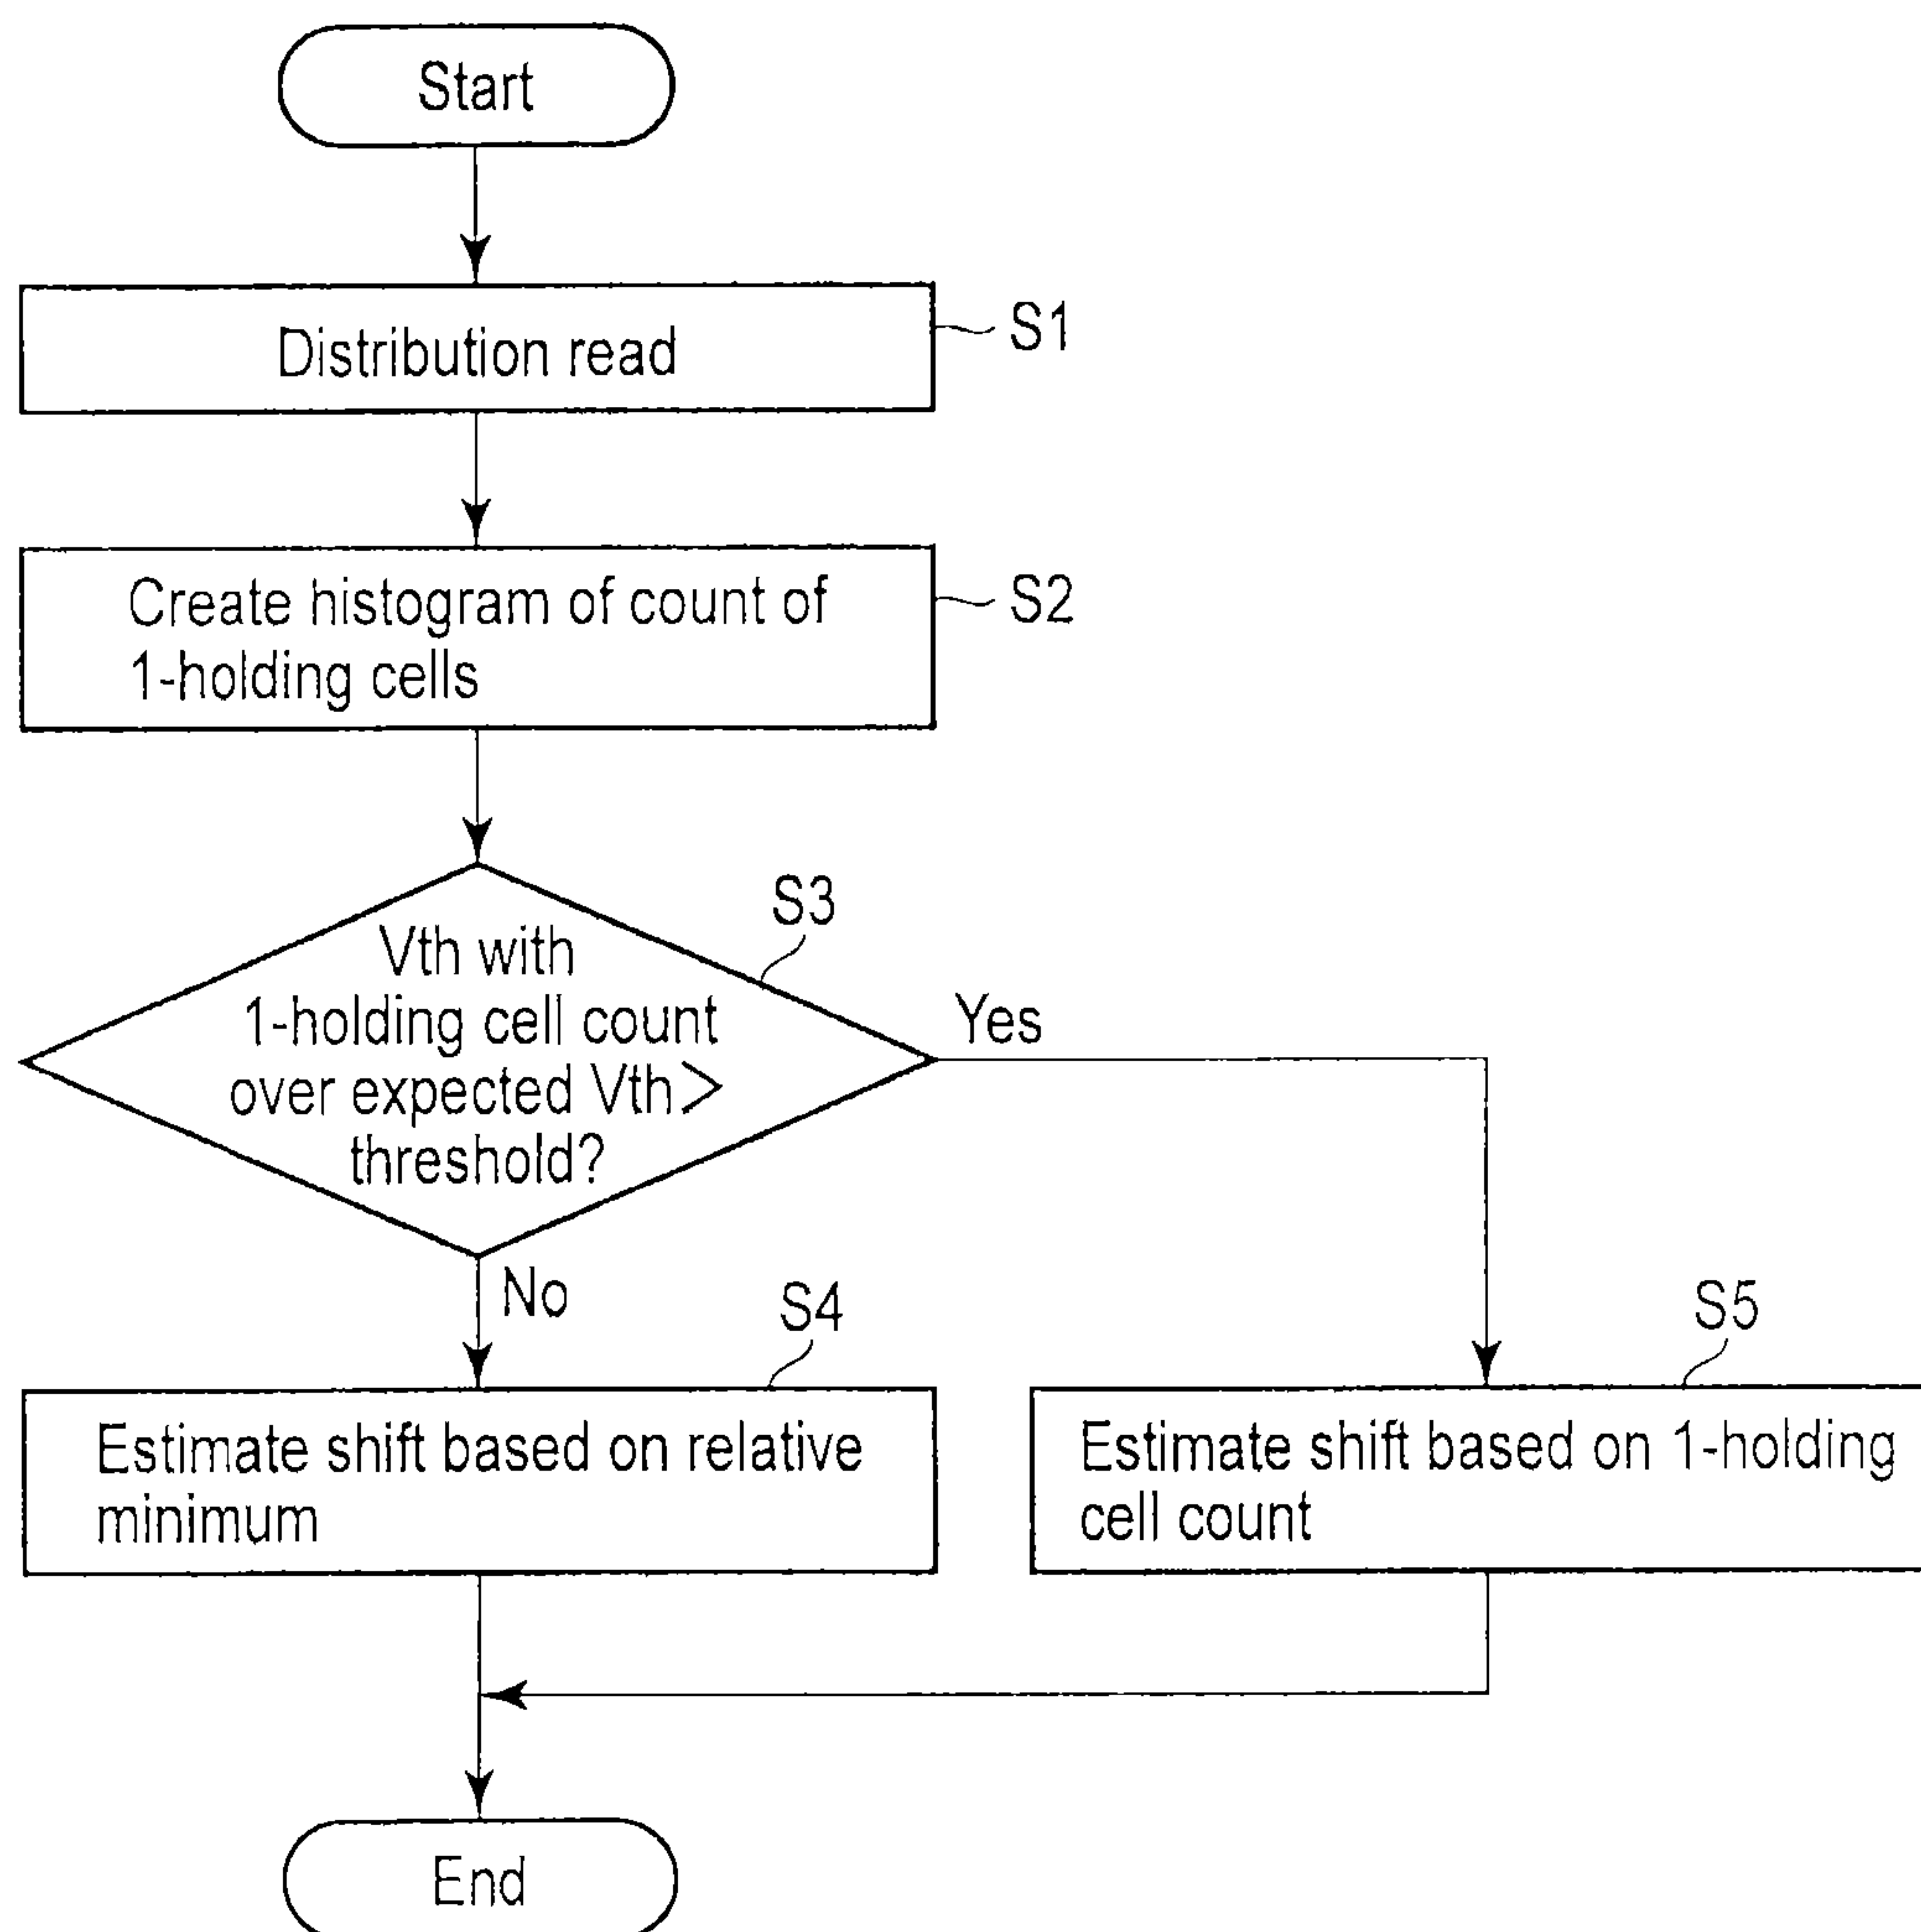 Start
Distribution read
S1
Create histogram of count of
1-holding cells
S2
S3
Vth with
1-holding cell count
over expected Vth >
threshold?
Yes
No
S4
Estimate shift based on relative
minimum
S5
Estimate shift based on 1-holding
cell count
End